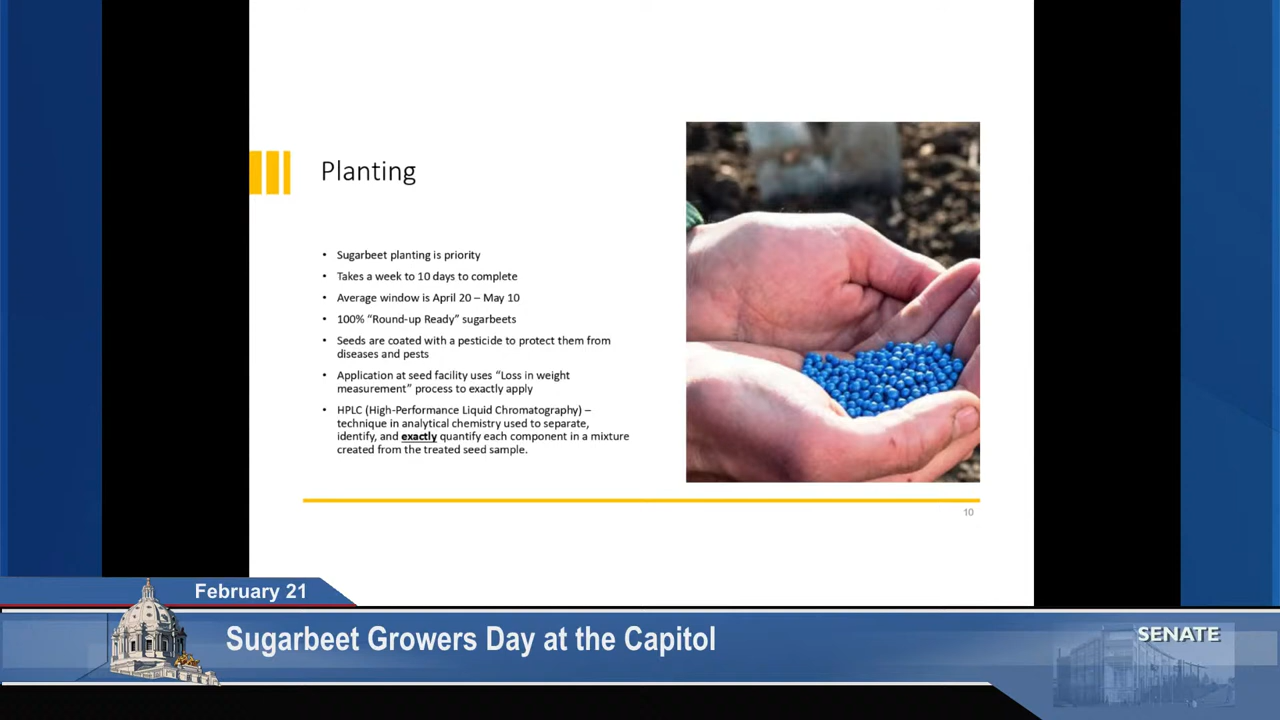 Planting
• Sugarbeet planting is priority
• Takes a week to 10 days to complete
• Average window is April 20 – May 10
• 100% “Round-up Ready” sugarbeets
• Seeds are coated with a pesticide to protect them from
diseases and pests
• Application at seed facility uses “Loss in weight
measurement” process to exactly apply
• HPLC (High-Performance Liquid Chromatography) –
technique in analytical chemistry used to separate,
identify, and exactly quantify each component in a mixture
created from the treated seed sample.
10
February 21
Sugarbeet Growers Day at the Capitol
SENATE